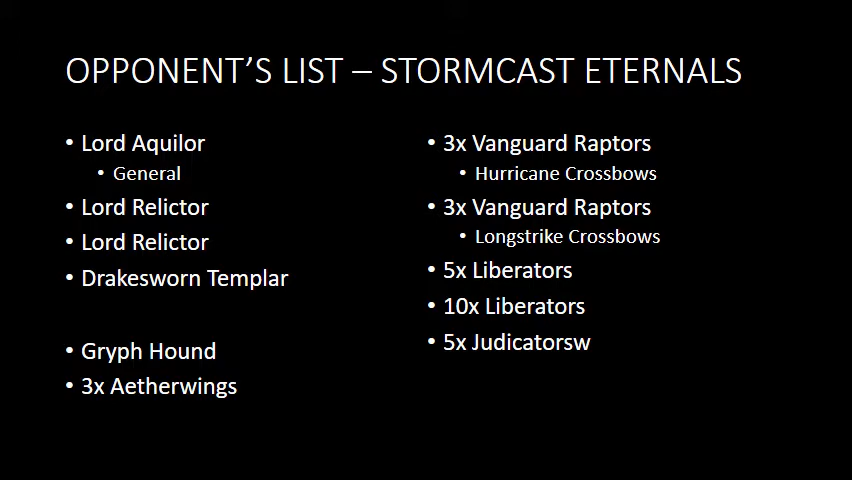 OPPONENT'S LIST – STORMCAST ETERNALS
• Lord Aquilor
• General
• Lord Relictor
• Lord Relictor
• Drakesworn Templar
• Gryph Hound
• 3x Aetherwings
• 3x Vanguard Raptors
• Hurricane Crossbows
• 3x Vanguard Raptors
• Longstrike Crossbows
• 5x Liberators
• 10x Liberators
• 5x Judicatorsw